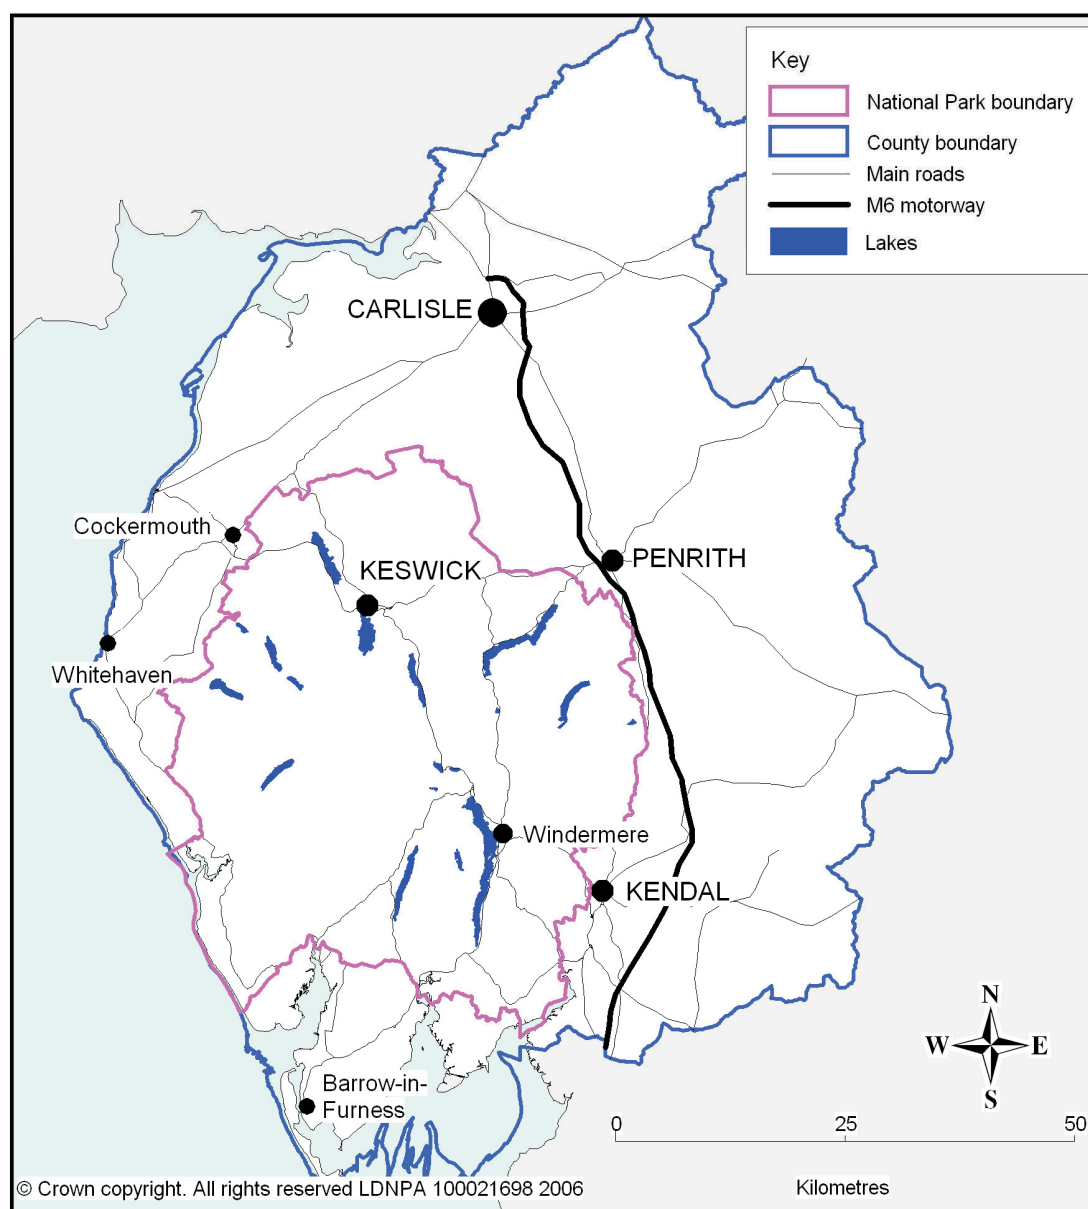 Key
National Park boundary
County boundary
Main roads
M6 motorway
Lakes
CARLISLE
Cockermouth
KESWICK
PENRITH
Whitehaven
Windermere
KENDAL
Barrow-in-
Furness
N
W E
S
0 25 50
Kilometres
© Crown copyright. All rights reserved LDNPA 100021698 2006